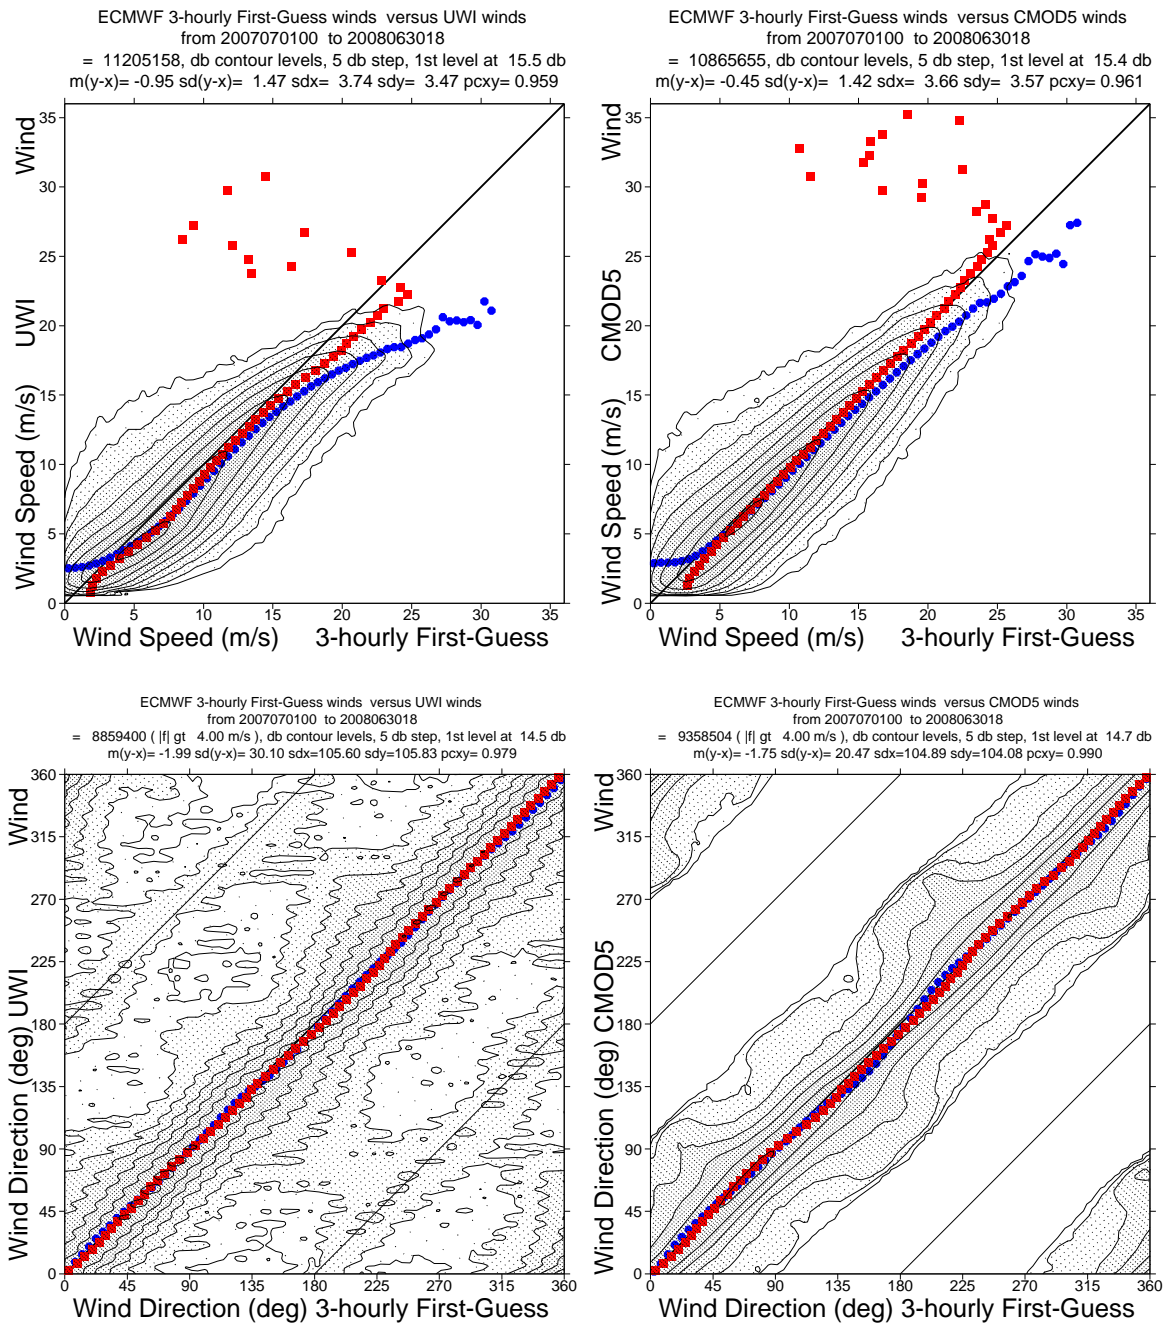 ECMWF 3-hourly First-Guess winds versus UWI winds
from 2007070100 to 2008063018
= 11205158, db contour levels, 5 db step, 1st level at 15.5 db
m(y-x)= -0.95 sd(y-x)= 1.47 sdx= 3.74 sdy= 3.47 pcxy= 0.959
35
30
25
20
15
10
5
0
Wind Speed (m/s) UWI Wind
0 5 10 15 20 25 30 35
Wind Speed (m/s) 3-hourly First-Guess
ECMWF 3-hourly First-Guess winds versus CMOD5 winds
from 2007070100 to 2008063018
= 10865655, db contour levels, 5 db step, 1st level at 15.4 db
m(y-x)= -0.45 sd(y-x)= 1.42 sdx= 3.66 sdy= 3.57 pcxy= 0.961
35
30
25
20
15
10
5
0
Wind Speed (m/s) CMOD5 Wind
0 5 10 15 20 25 30 35
Wind Speed (m/s) 3-hourly First-Guess
ECMWF 3-hourly First-Guess winds versus UWI winds
from 2007070100 to 2008063018
= 8859400 ( |f| gt 4.00 m/s ), db contour levels, 5 db step, 1st level at 14.5 db
m(y-x)= -1.99 sd(y-x)= 30.10 sdx=105.60 sdy=105.83 pcxy= 0.979
360
315
270
225
180
135
90
45
0
Wind Direction (deg) UWI Wind
0 45 90 135 180 225 270 315 360
Wind Direction (deg) 3-hourly First-Guess
ECMWF 3-hourly First-Guess winds versus CMOD5 winds
from 2007070100 to 2008063018
= 9358504 ( |f| gt 4.00 m/s ), db contour levels, 5 db step, 1st level at 14.7 db
m(y-x)= -1.75 sd(y-x)= 20.47 sdx=104.89 sdy=104.08 pcxy= 0.990
360
315
270
225
180
135
90
45
0
Wind Direction (deg) CMOD5 Wind
0 45 90 135 180 225 270 315 360
Wind Direction (deg) 3-hourly First-Guess